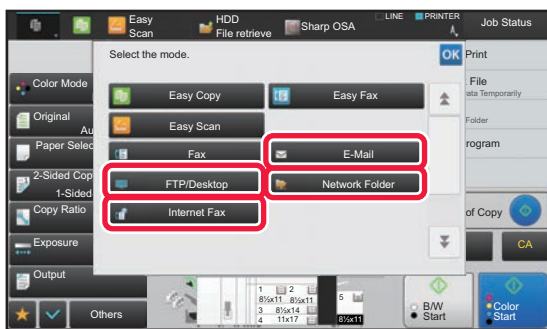 Easy
Scan
HDD
File retrieve
Sharp OSA
LINE
PRINTER
Job Status
Select the mode.
OK
Print
Color Mode
Easy Copy
Easy Fax
File
ata Temporarily
Original
Au
Easy Scan
Folder
Paper Selec
Fax
E-Mail
rogram
2-Sided Cop
1-Sided
FTP/Desktop
Network Folder
Copy Ratio
Internet Fax
of Copy
Exposure
CA
Output
1
2
8½x11
8½x11
3
8½x14
4
11x17
5
8½x11
B/W
Start
Color
Start
Others